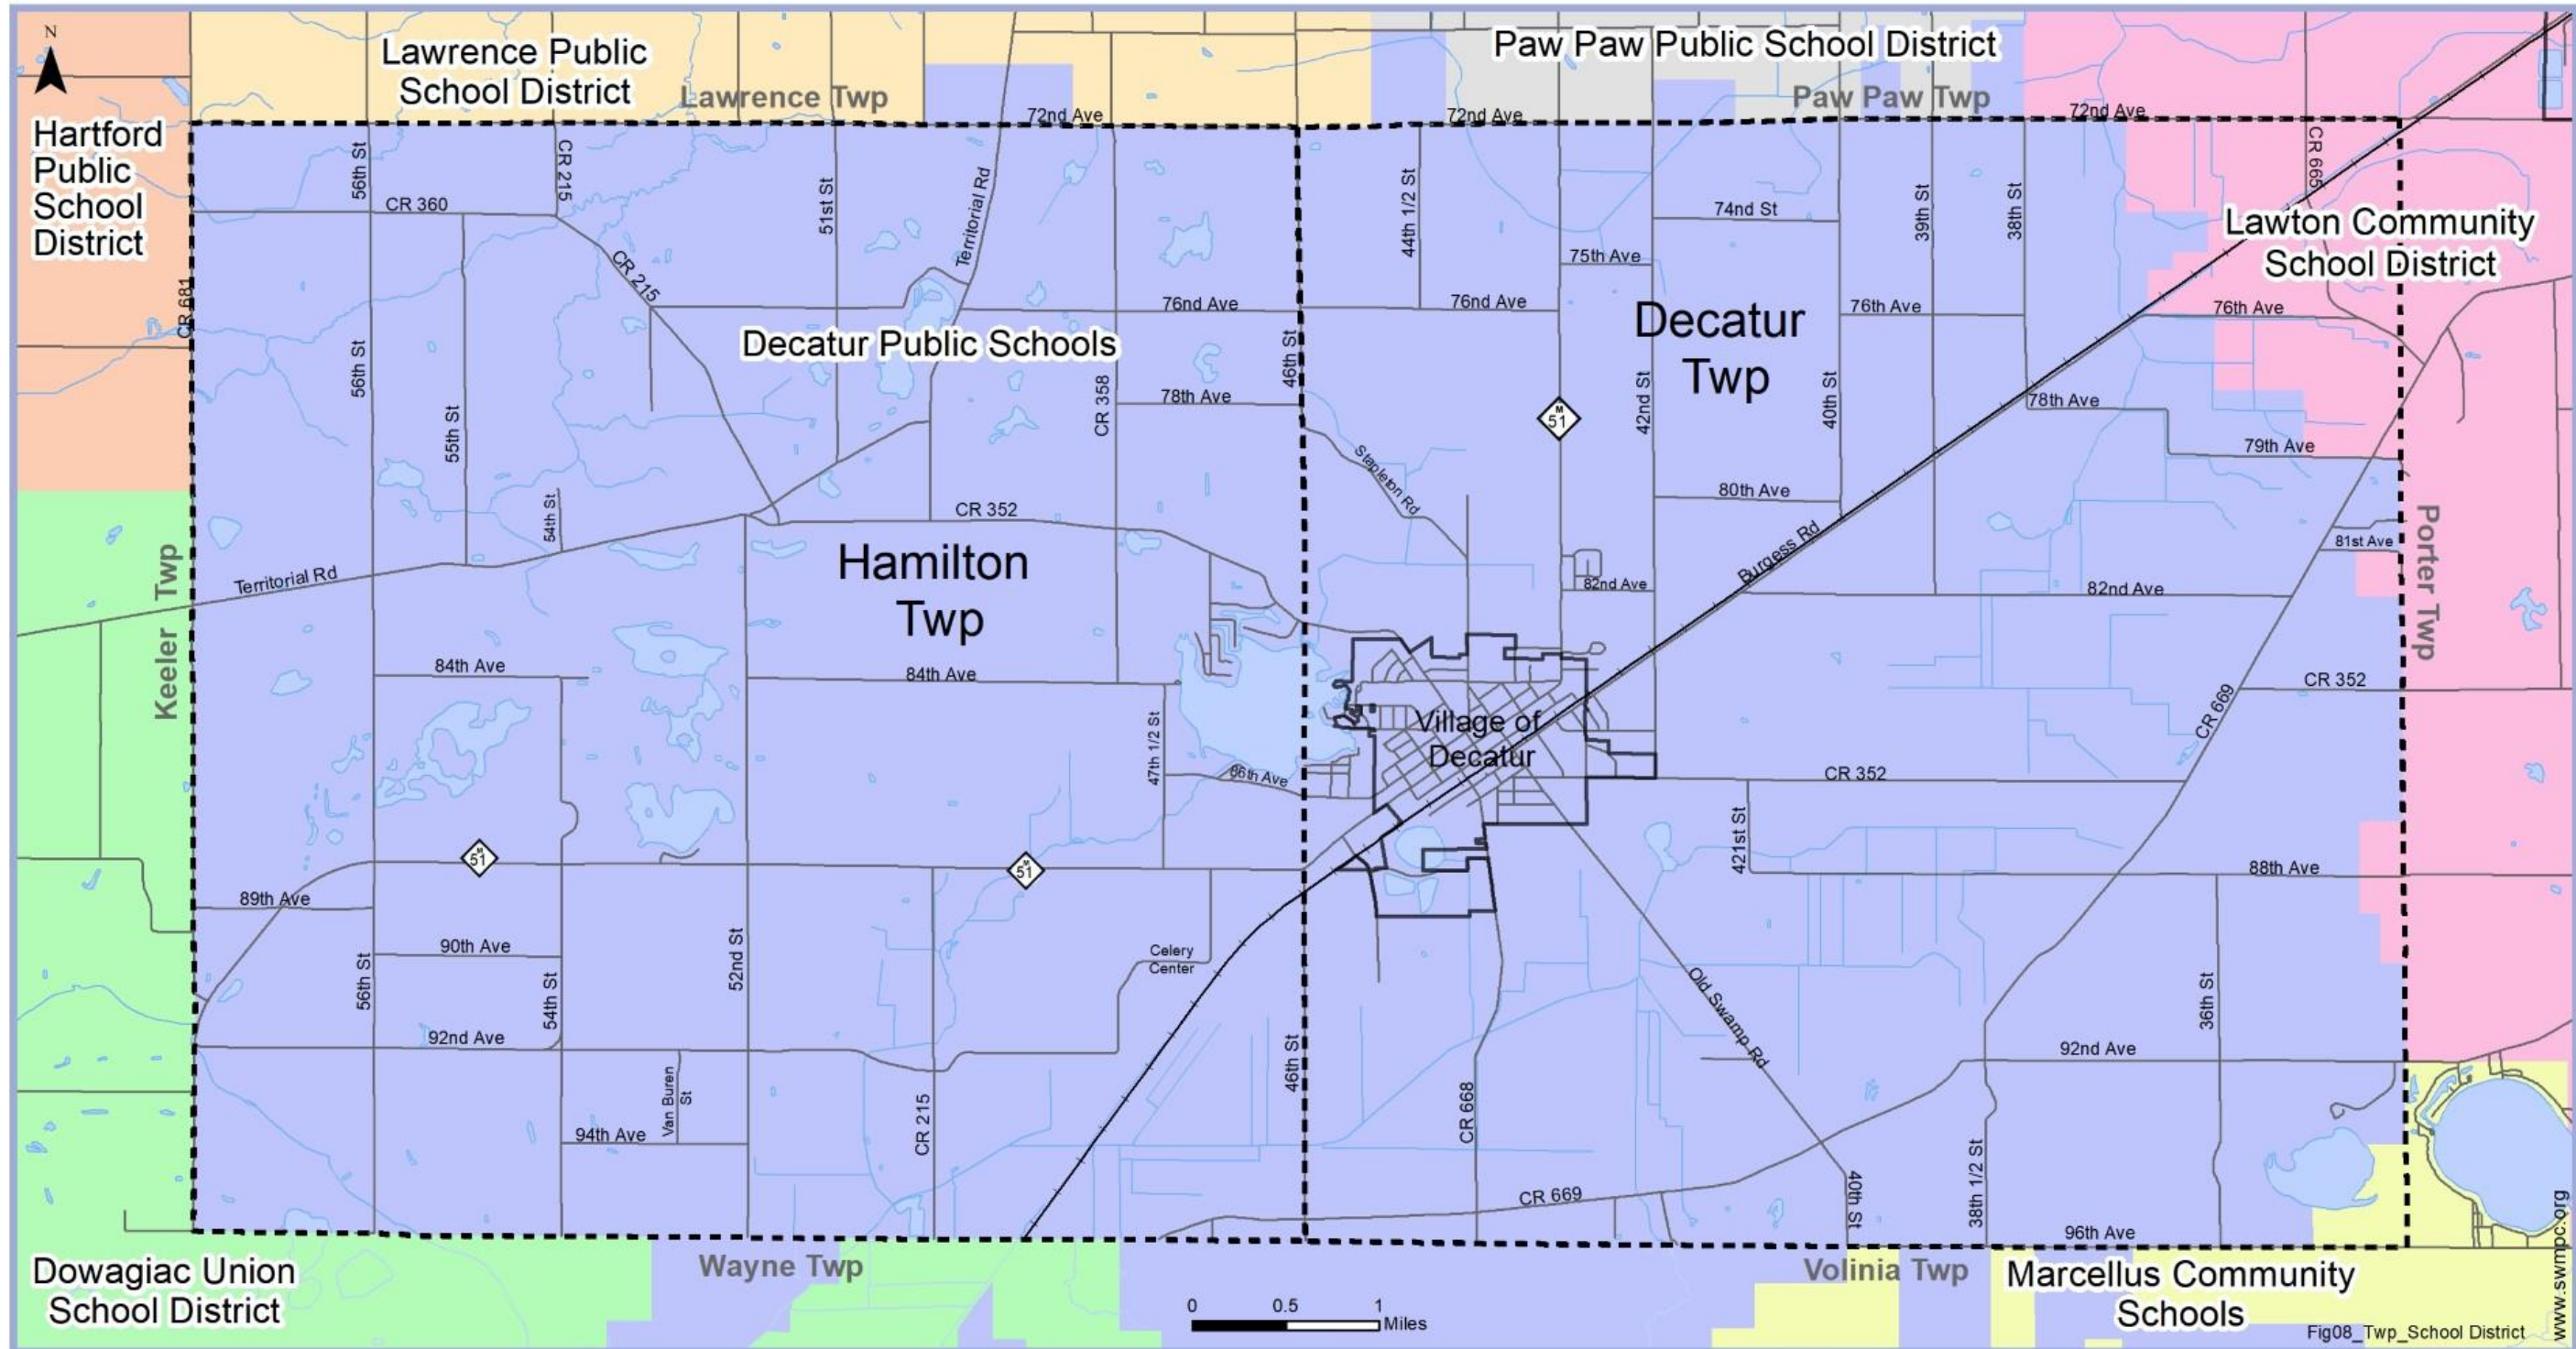 N
Lawrence Public
School District
Paw Paw Public School District
Lawrence Twp
Paw Paw Twp
72nd Ave
72nd Ave
72nd Ave
Hartford
Public
School
District
56th St
CR 215
51st St
Territorial Rd
44th 1/2 St
74nd St
39th St
38th St
CR 665
CR 360
Lawton Community
School District
CR 215
75th Ave
CR 681
76nd Ave
76nd Ave
76th Ave
76th Ave
Decatur
Twp
Decatur Public Schools
56th St
46th St
55th St
CR 358
78th Ave
M
51
42nd St
40th St
78th Ave
79th Ave
Stapleton Rd
54th St
CR 352
80th Ave
Burgess Rd
81st Ave
Porter Twp
Hamilton
Twp
Territorial Rd
Keeler Twp
82nd Ave
82nd Ave
84th Ave
84th Ave
CR 352
CR 669
47th 1/2 St
Village of
Decatur
86th Ave
CR 352
421st St
M
51
M
51
88th Ave
89th Ave
90th Ave
56th St
54th St
52nd St
Celery
Center
Old Swamp Rd
36th St
92nd Ave
92nd Ave
46th St
Van Buren
St
CR 215
CR 668
94th Ave
CR 669
40th St
38th 1/2 St
96th Ave
Dowagiac Union
School District
Wayne Twp
Volinia Twp
Marcellus Community
Schools
0 0.5 1
Miles
Fig08_Twp_School District
www.swmpc.org